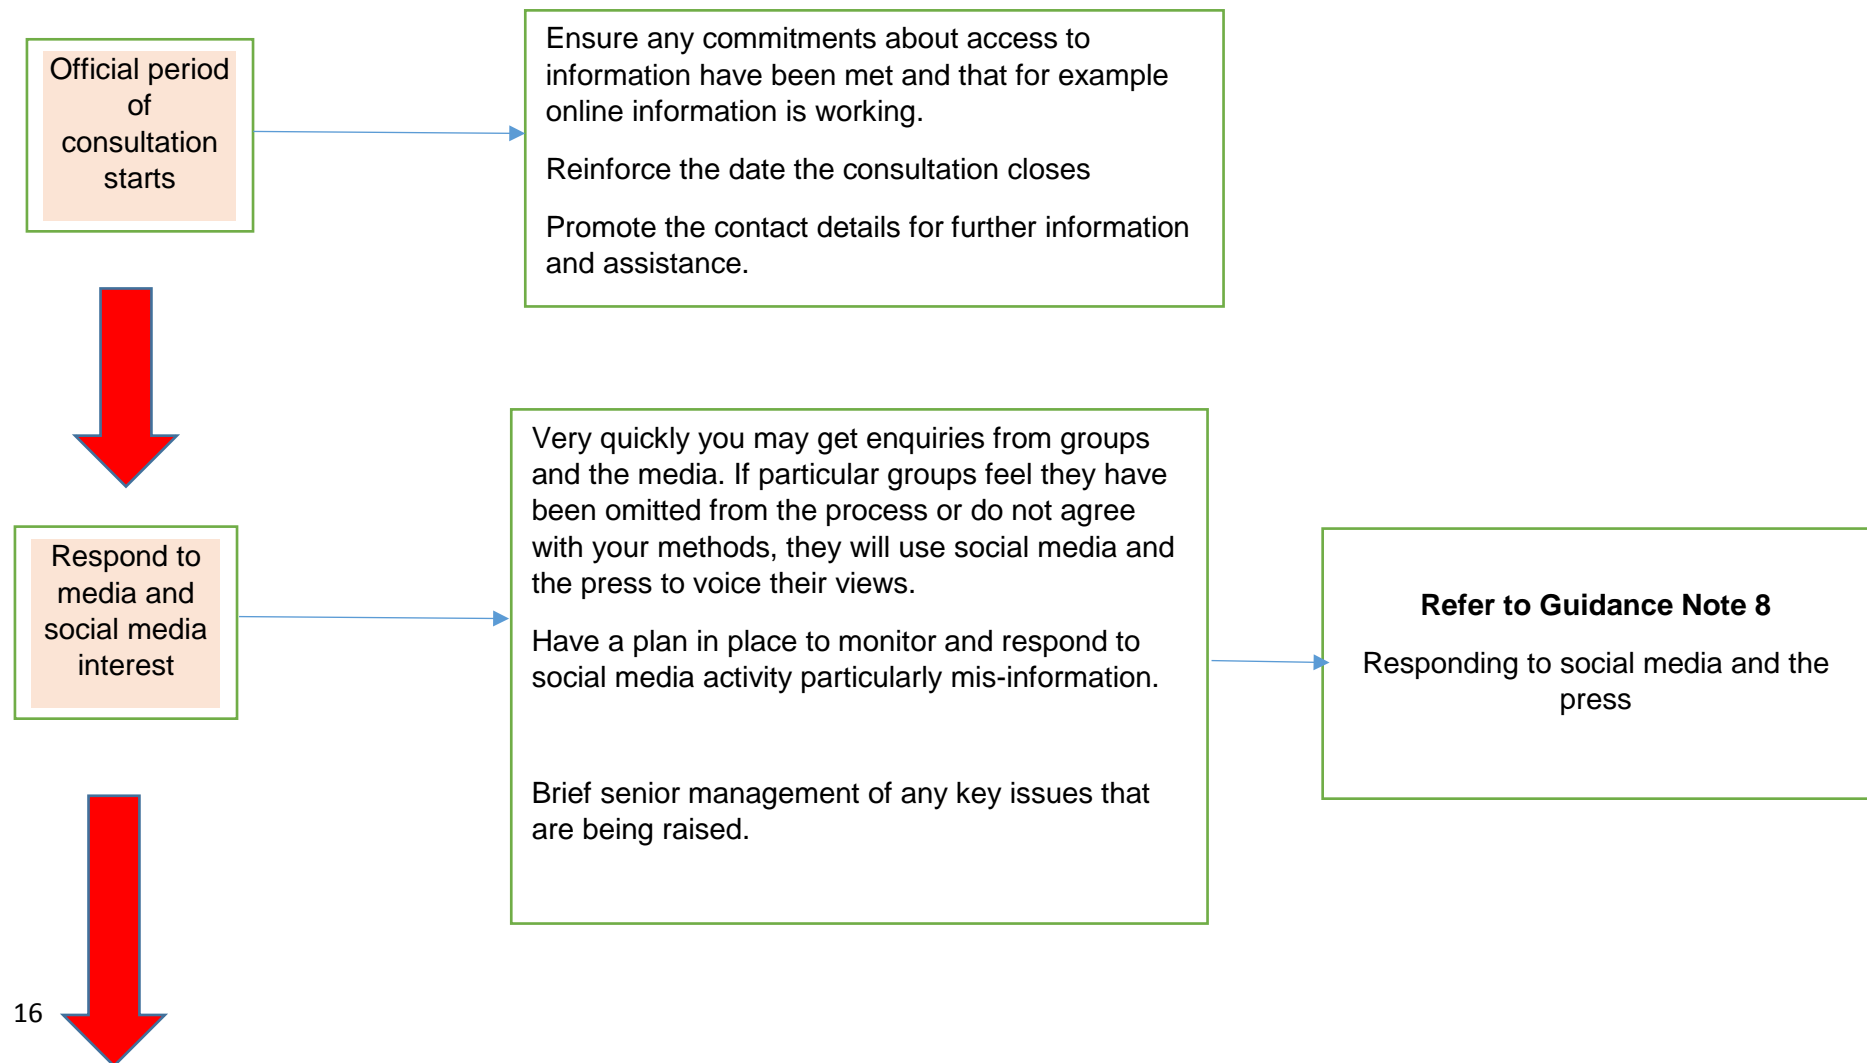 Official period
of
consultation
starts
Ensure any commitments about access to
information have been met and that for example
online information is working.
Reinforce the date the consultation closes
Promote the contact details for further information
and assistance.
Respond to
media and
social media
interest
Very quickly you may get enquiries from groups
and the media. If particular groups feel they have
been omitted from the process or do not agree
with your methods, they will use social media and
the press to voice their views.
Have a plan in place to monitor and respond to
social media activity particularly mis-information.
Brief senior management of any key issues that
are being raised.
Refer to Guidance Note 8
Responding to social media and the
press
16